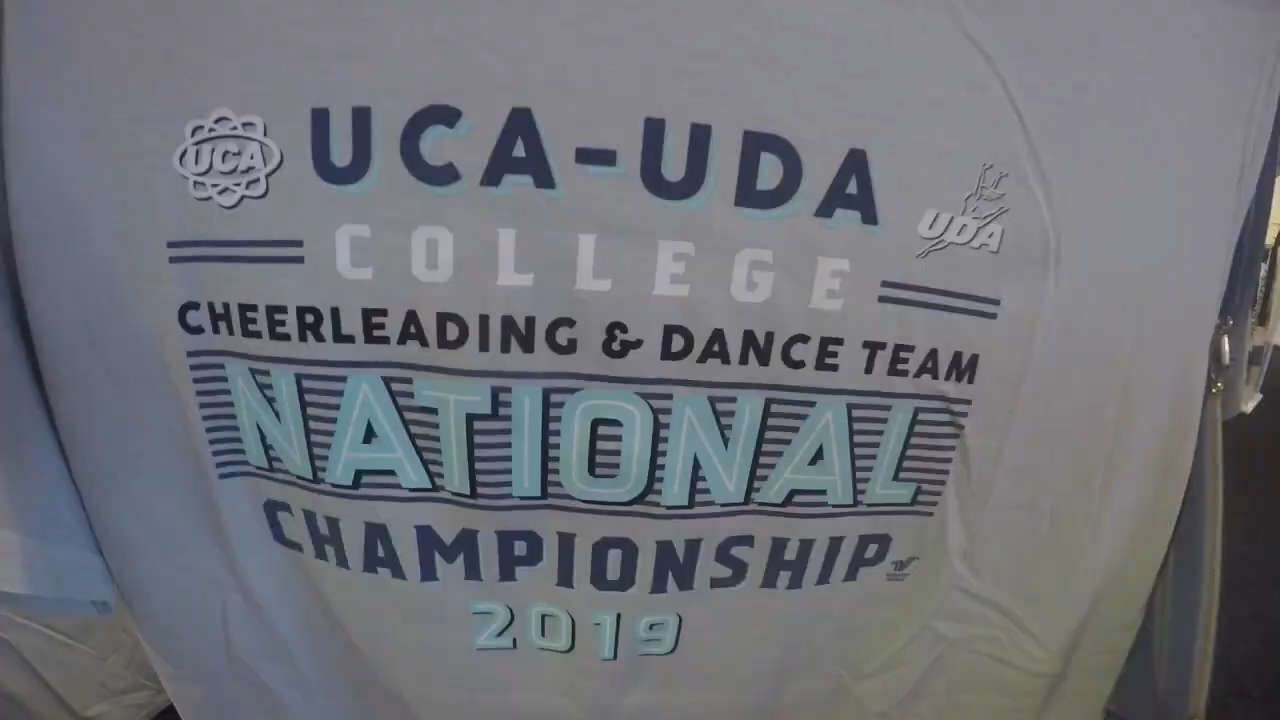 UCA
UCA-UDA
UDA
COLLEGE
CHEERLEADING & DANCE TEAM
NATIONAL
CHAMPIONSHIP
2019